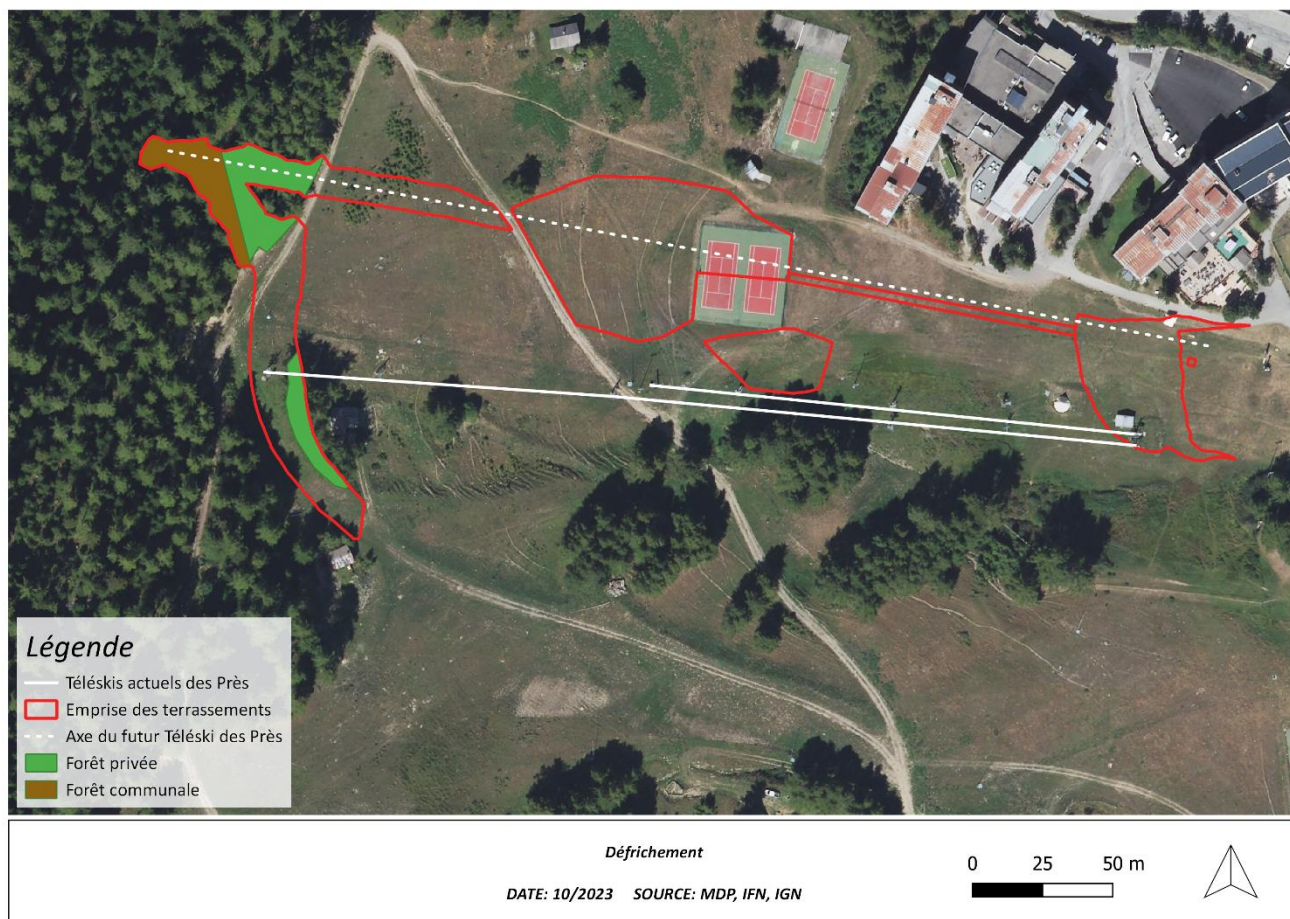 Légende
Téléskis actuels des Près
Emprise des terrassements
Axe du futur Téléski des Près
Forêt privée
Forêt communale
Défrichement
DATE: 10/2023 SOURCE: MDP, IFN, IGN
0 25 50 m